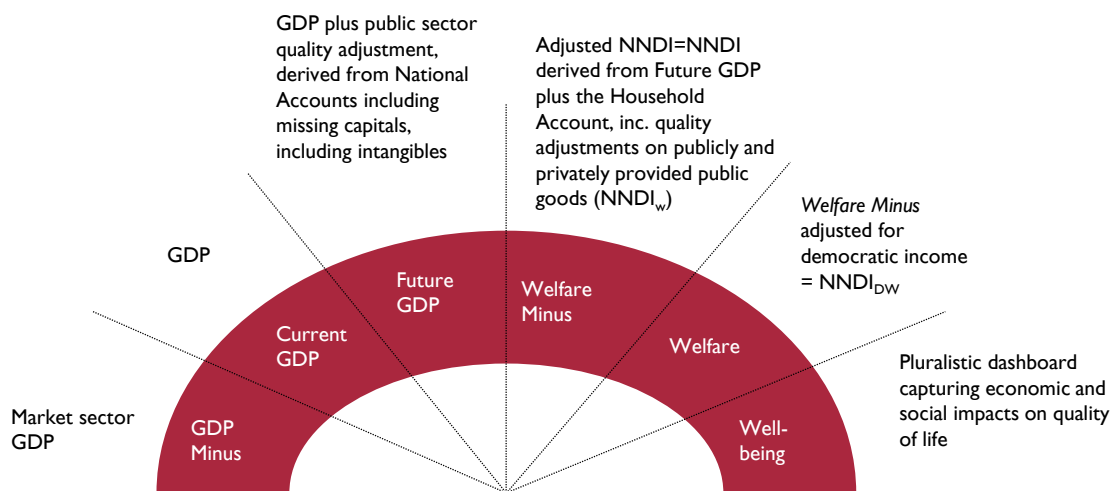 GDP plus public sector
quality adjustment,
derived from National
Accounts including
missing capitals,
including intangibles
Adjusted NNDI=NNDI
derived from Future GDP
plus the Household
Account, inc. quality
adjustments on publicly and
privately provided public
goods (NNDIw)
Welfare Minus
adjusted for
democratic income
= NNDIDW
GDP
Future
GDP
Welfare
Minus
Current
GDP
Welfare
Pluralistic dashboard
capturing economic and
social impacts on quality
of life
Market sector
GDP
GDP
Minus
Well-
being